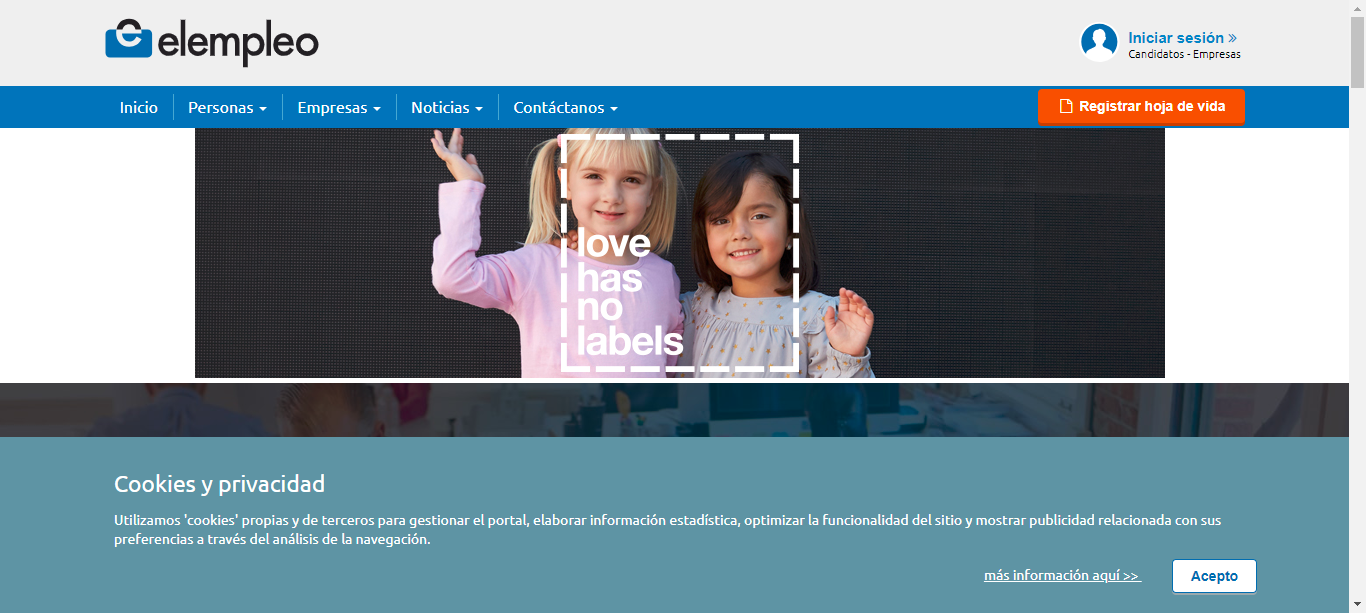 elempleo
Iniciar sesión »
Candidatos - Empresas
Inicio
Personas
Empresas
Noticias
Contáctanos
Registrar hoja de vida
love
has
no
labels
Cookies y privacidad
Utilizamos 'cookies' propias y de terceros para gestionar el portal, elaborar información estadística, optimizar la funcionalidad del sitio y mostrar publicidad relacionada con sus
preferencias a través del análisis de la navegación.
más información aquí >>
Acepto